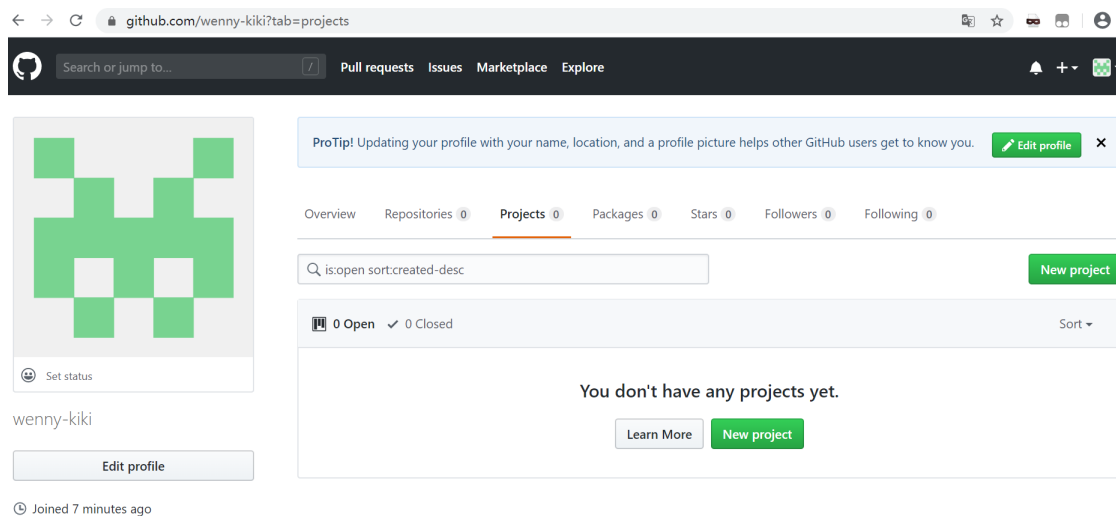 github.com/wenny-kiki?tab=projects
Search or jump to... /
Pull requests Issues Marketplace Explore
ProTip! Updating your profile with your name, location, and a profile picture helps other GitHub users get to know you. Edit profile
Overview Repositories 0 Projects 0 Packages 0 Stars 0 Followers 0 Following 0
is:open sort:created-desc
New project
0 Open 0 Closed Sort
You don't have any projects yet.
Learn More New project
Set status
wenny-kiki
Edit profile
Joined 7 minutes ago